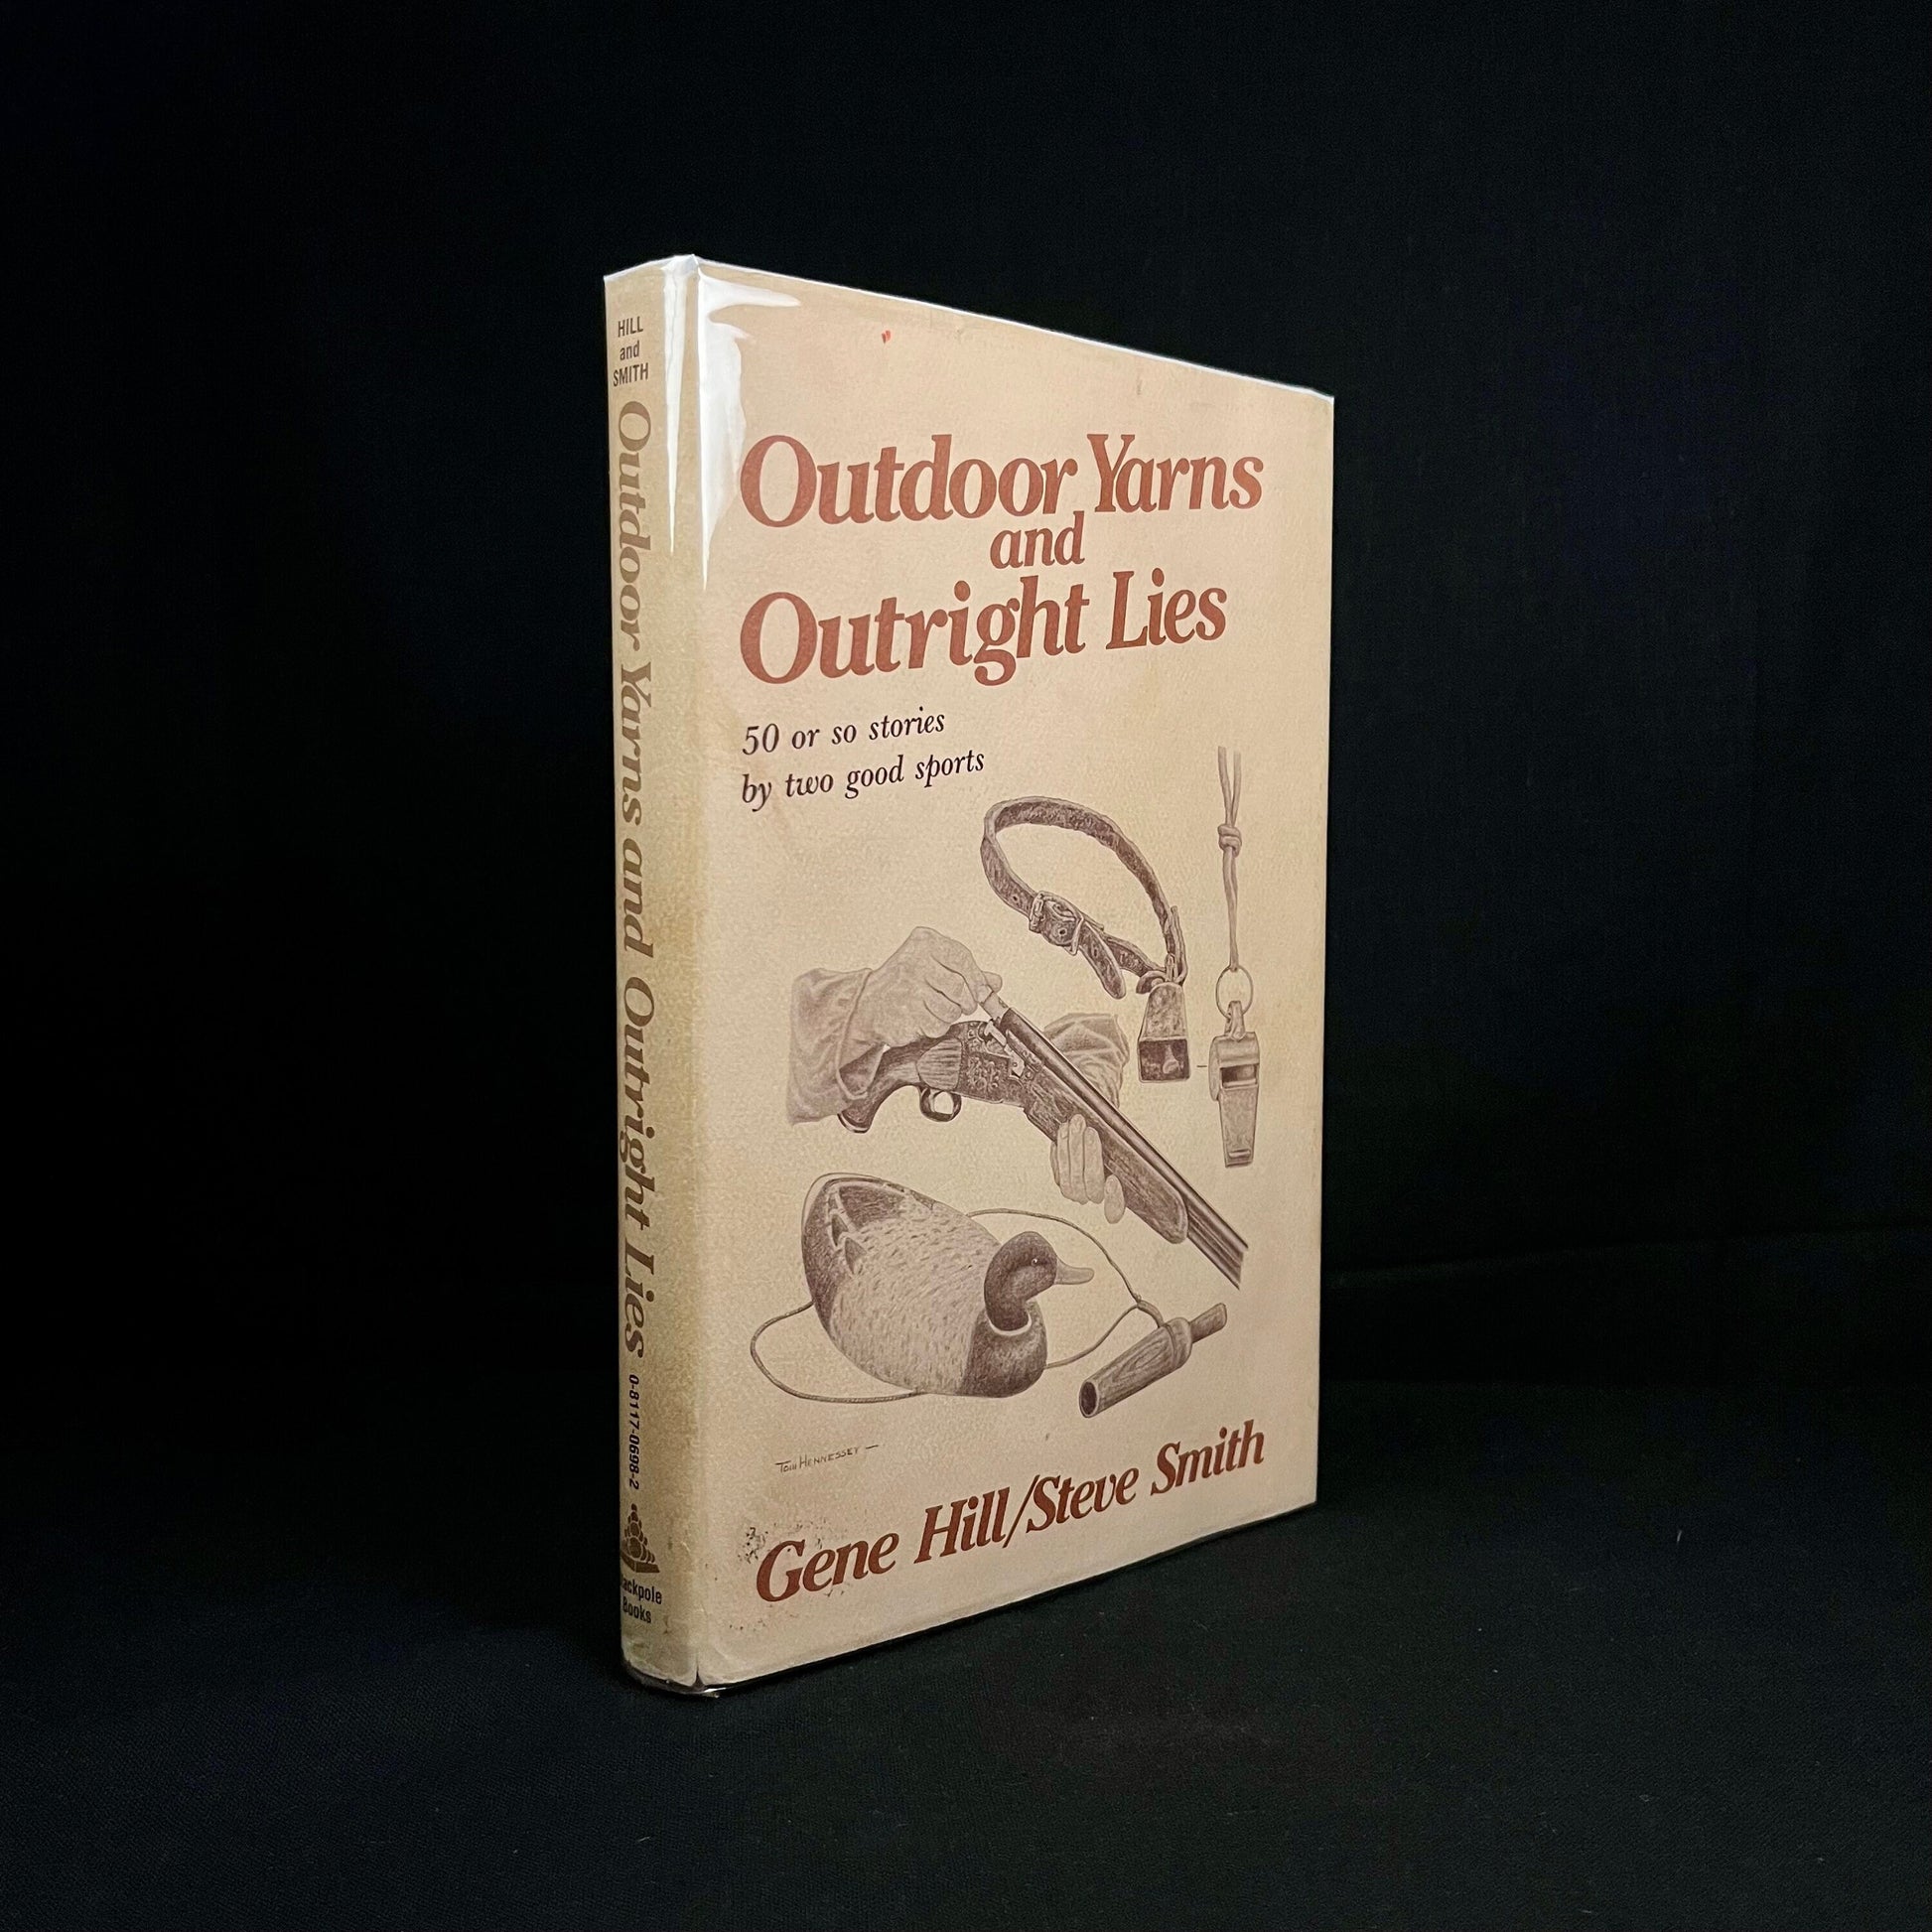 HILL
and
SMITH
Outdoor Yarns and Outright Lies
0-8117-0698-2
Books
Outdoor Yarns
and
Outright Lies
50 or so stories
by two good sports
TOM HENNESSEY
Gene Hill/Steve Smith